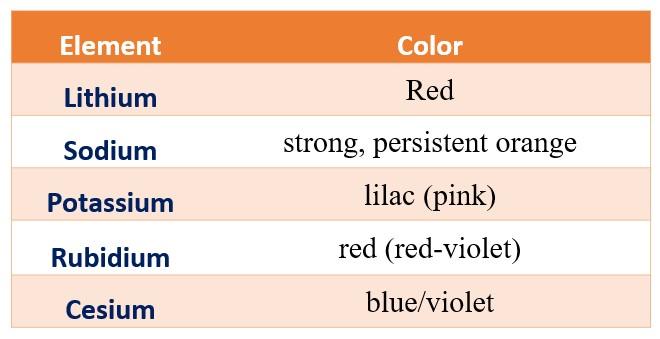 Element Color
Lithium Red
Sodium strong, persistent orange
Potassium lilac (pink)
Rubidium red (red-violet)
Cesium blue/violet